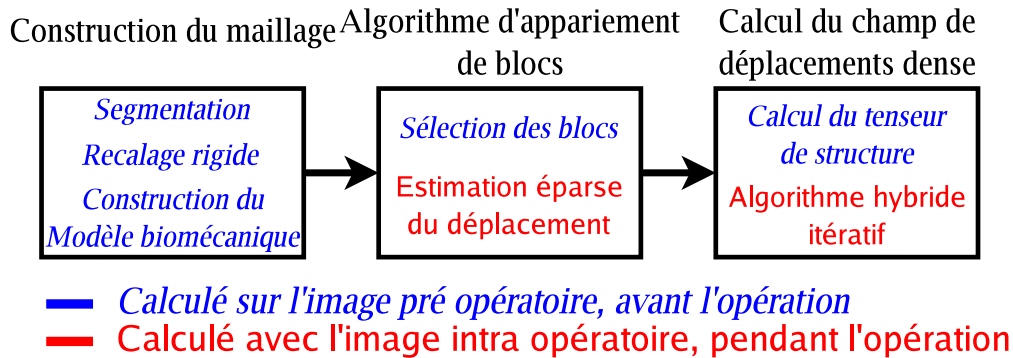 Construction du maillage
Algorithme d'appariement
de blocs
Calcul du champ de
déplacements dense
Segmentation
Recalage rigide
Construction du
Modèle biomécanique
Sélection des blocs
Estimation éparse
du déplacement
Calcul du tenseur
de structure
Algorithme hybride
itératif
Calculé sur l'image pré opératoire, avant l'opération
Calculé avec l'image intra opératoire, pendant l'opération